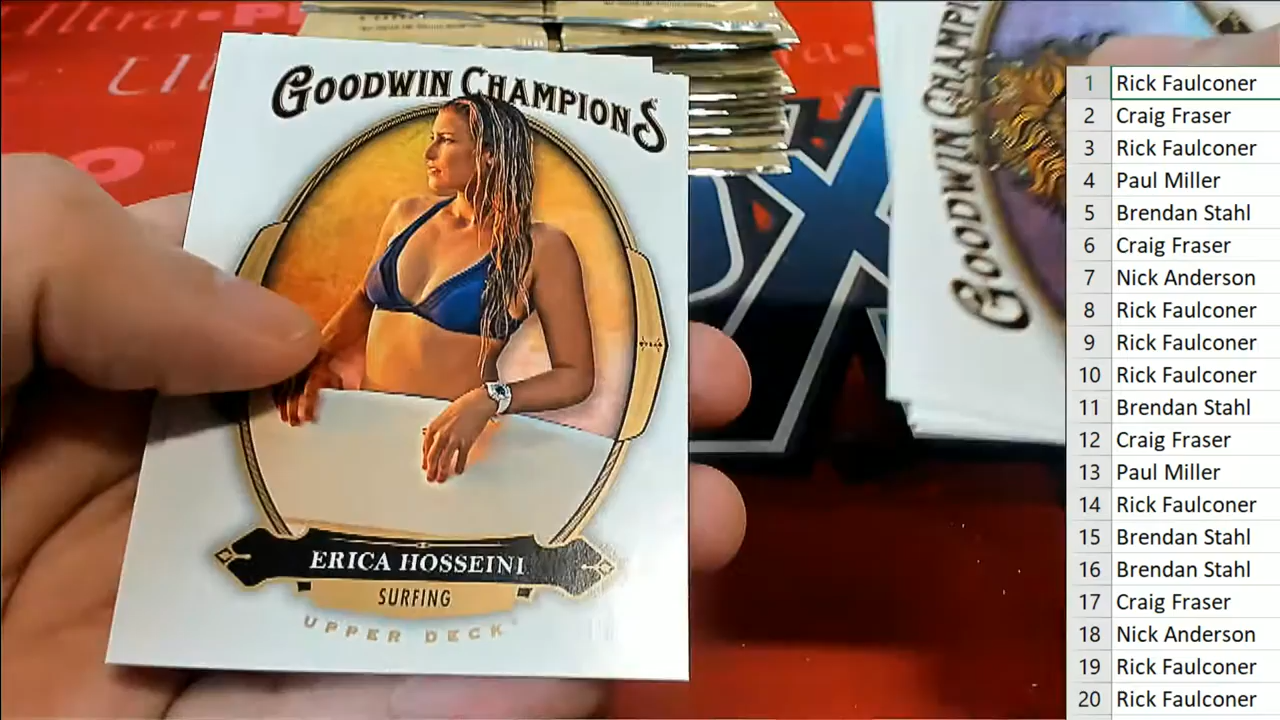 Ultra PRO
GOODWIN CHAMPIONS
ERICA HOSSEINI
SURFING
UPPER DECK
GOODWIN CHAMPI
1 Rick Faulconer
2 Craig Fraser
3 Rick Faulconer
4 Paul Miller
5 Brendan Stahl
6 Craig Fraser
7 Nick Anderson
8 Rick Faulconer
9 Rick Faulconer
10 Rick Faulconer
11 Brendan Stahl
12 Craig Fraser
13 Paul Miller
14 Rick Faulconer
15 Brendan Stahl
16 Brendan Stahl
17 Craig Fraser
18 Nick Anderson
19 Rick Faulconer
20 Rick Faulconer